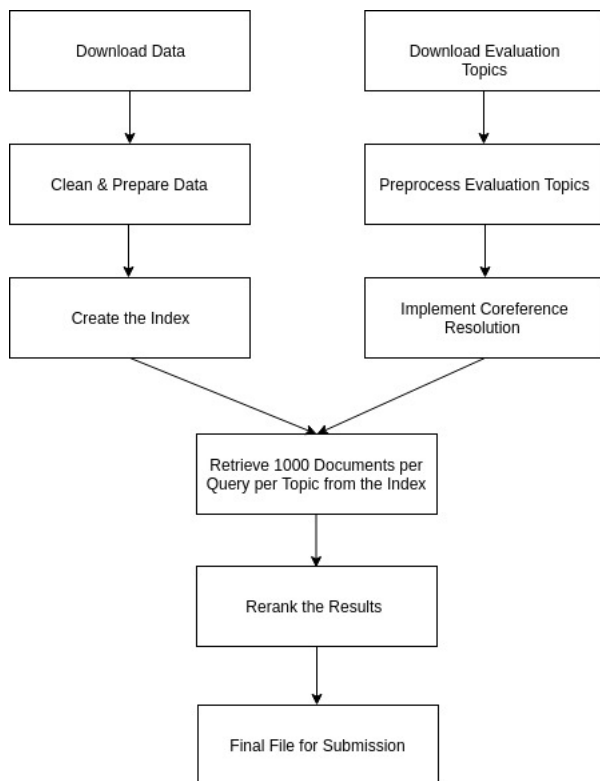 Download Data
Download Evaluation
Topics
Clean & Prepare Data
Preprocess Evaluation Topics
Create the Index
Implement Coreference
Resolution
Retrieve 1000 Documents per
Query per Topic from the Index
Rerank the Results
Final File for Submission